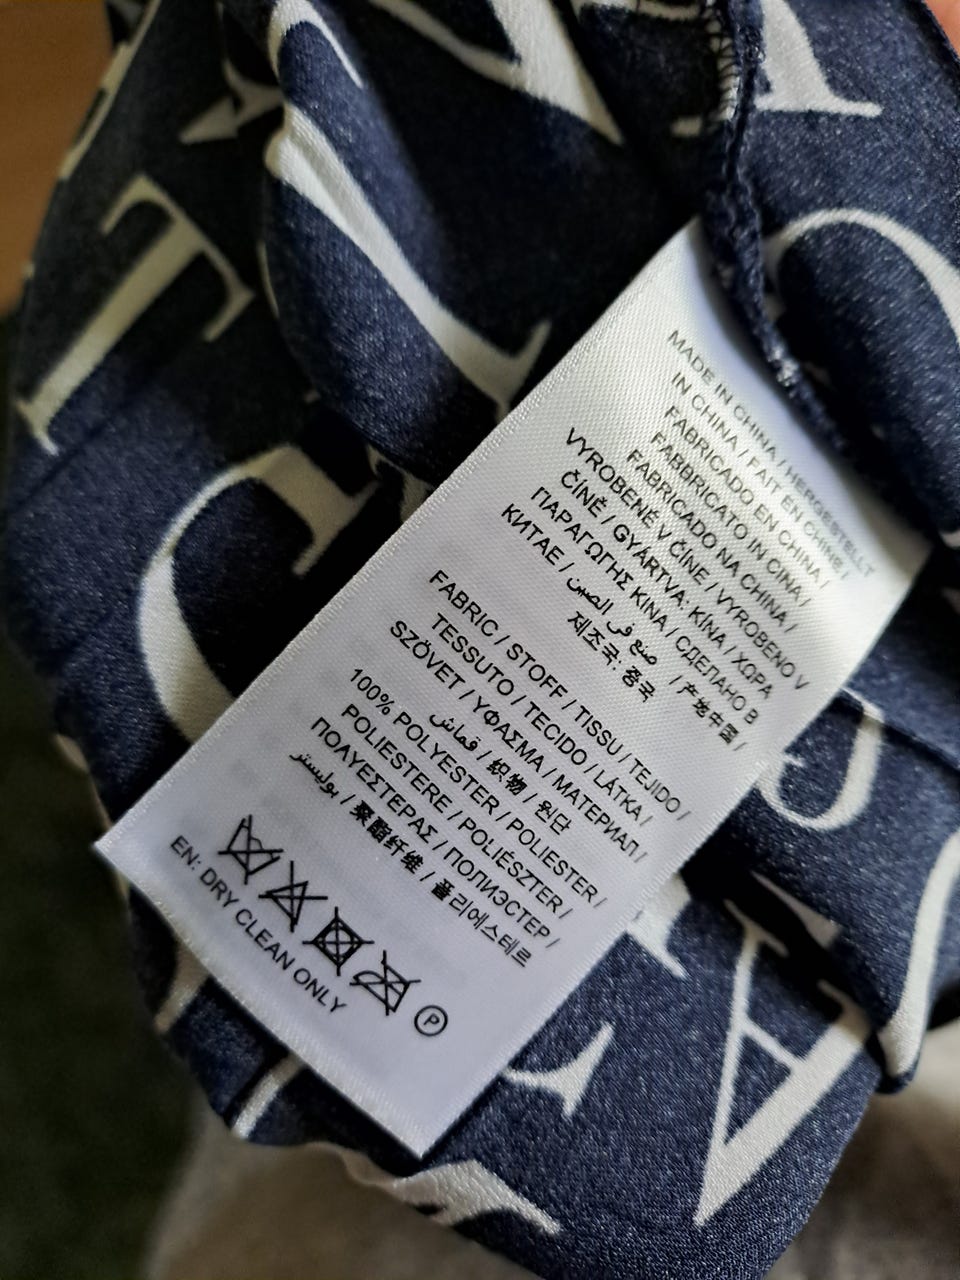 MADE IN CHINA / HERGESTELLT
IN CHINA / FAIT EN CHINE /
FABRICADO EN CHINA /
FABBRICATO IN CINA /
FABRICADO NA CHINA /
VYROBENÉ V ČÍNE / VYROBENO V
ČÍNĚ / GYÁRTVA: KÍNA / ΧΩΡΑ
ΠΑΡΑΓΩΓΗΣ ΚΙΝΑ / СДЕЛАНО В
КИТАЕ / صنع في الصين / 产地中国 /
제조국: 중국
FABRIC / STOFF / TISSU / TEJIDO /
TESSUTO / TECIDO / LÁTKA /
SZÖVET / ΥΦΑΣΜΑ / МАТЕРИАЛ /
قماش / 织物 / 원단
100% POLYESTER / POLIESTER /
POLIESTERE / POLIÉSZTER /
ΠΟΛΥΕΣΤΕΡΑΣ / ПОЛИЭСТЕР /
بوليستر / 聚酯纤维 / 폴리에스테르
P
EN: DRY CLEAN ONLY